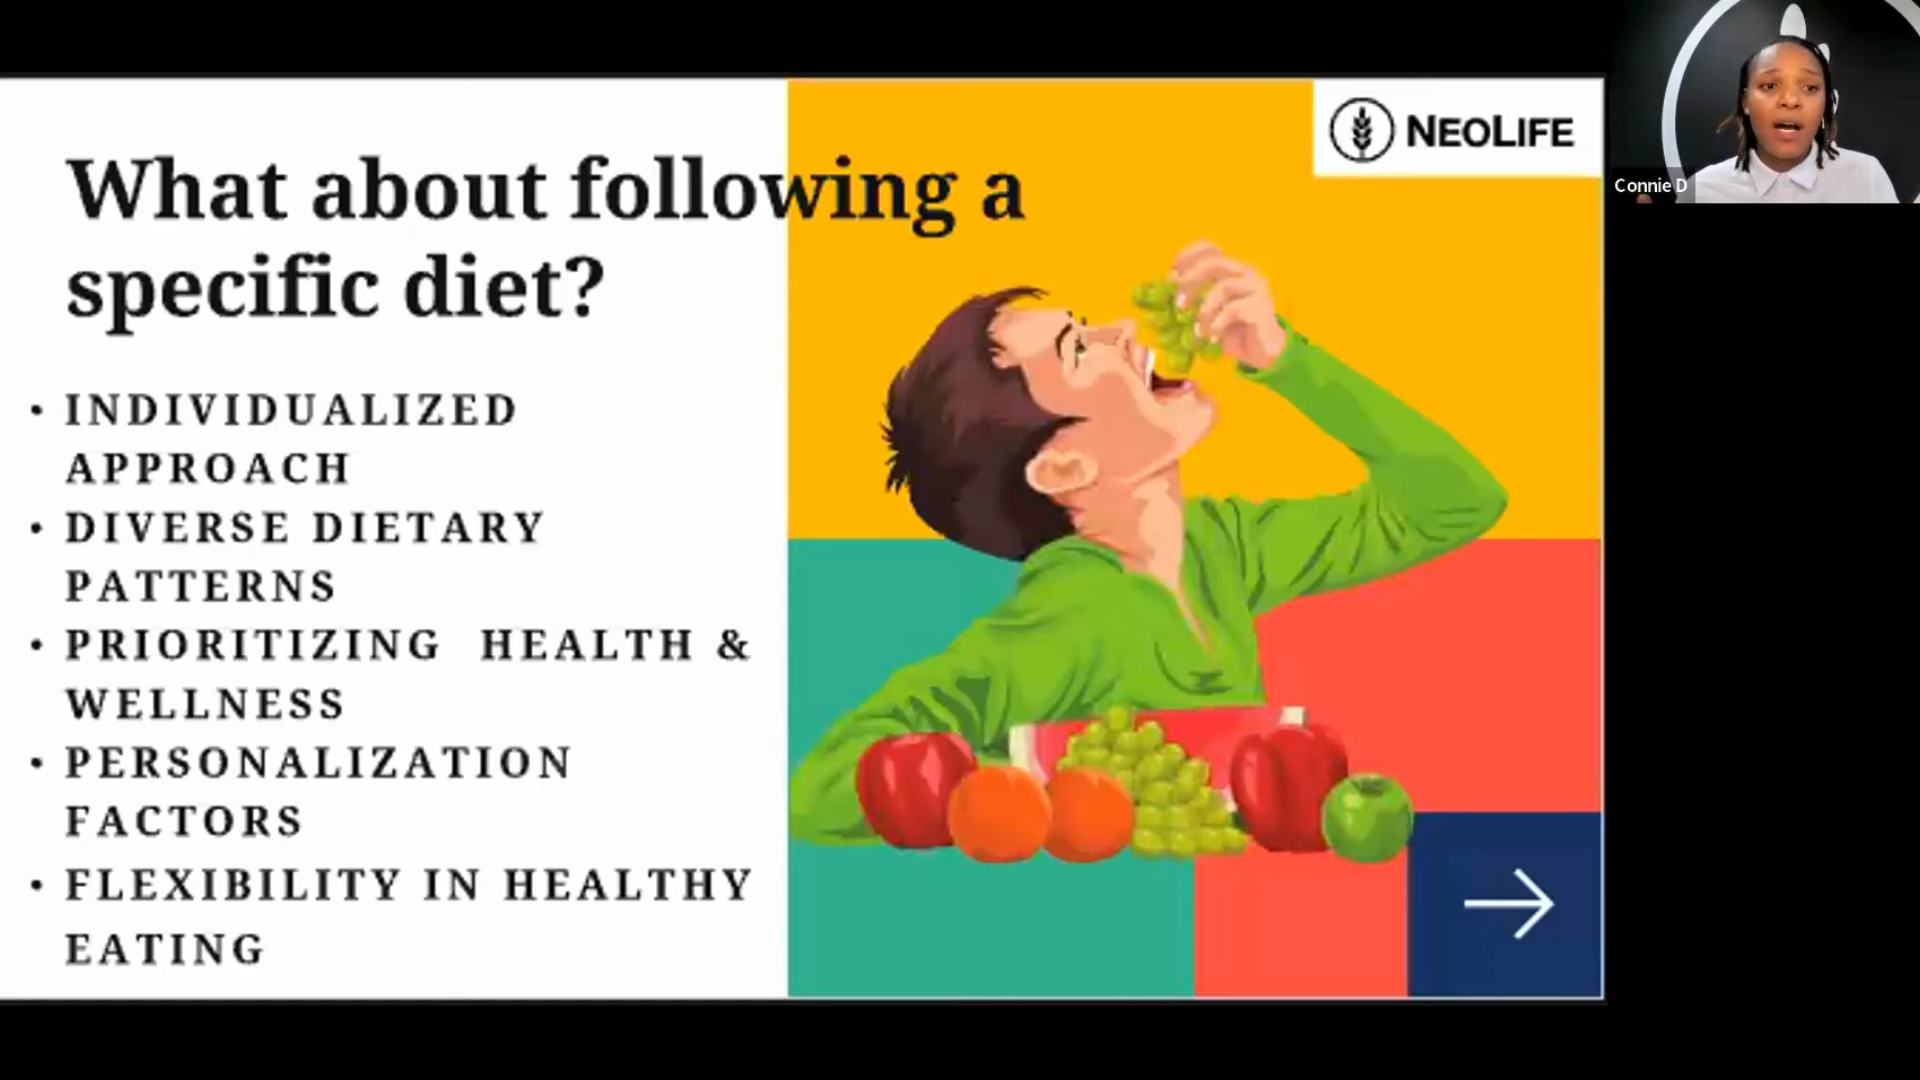 What about following a
specific diet?
• INDIVIDUALIZED
APPROACH
• DIVERSE DIETARY
PATTERNS
• PRIORITIZING HEALTH &
WELLNESS
• PERSONALIZATION
FACTORS
• FLEXIBILITY IN HEALTHY
EATING
NEOLIFE
Connie D